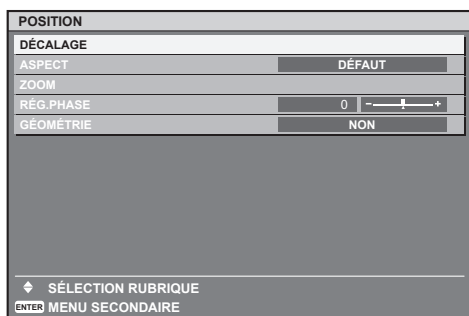 POSITION
DÉCALAGE
ASPECT DÉFAUT
ZOOM
RÉG.PHASE 0 - +
GÉOMÉTRIE NON
SÉLECTION RUBRIQUE
ENTER MENU SECONDAIRE